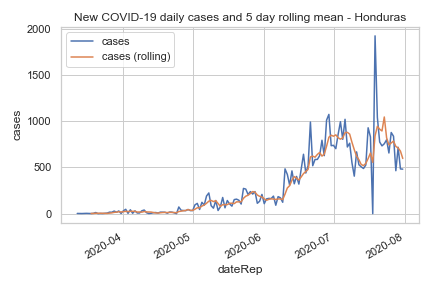 New COVID-19 daily cases and 5 day rolling mean - Honduras
cases
cases (rolling)
2000
1500
1000
500
0
cases
2020-04
2020-05
2020-06
2020-07
2020-08
dateRep